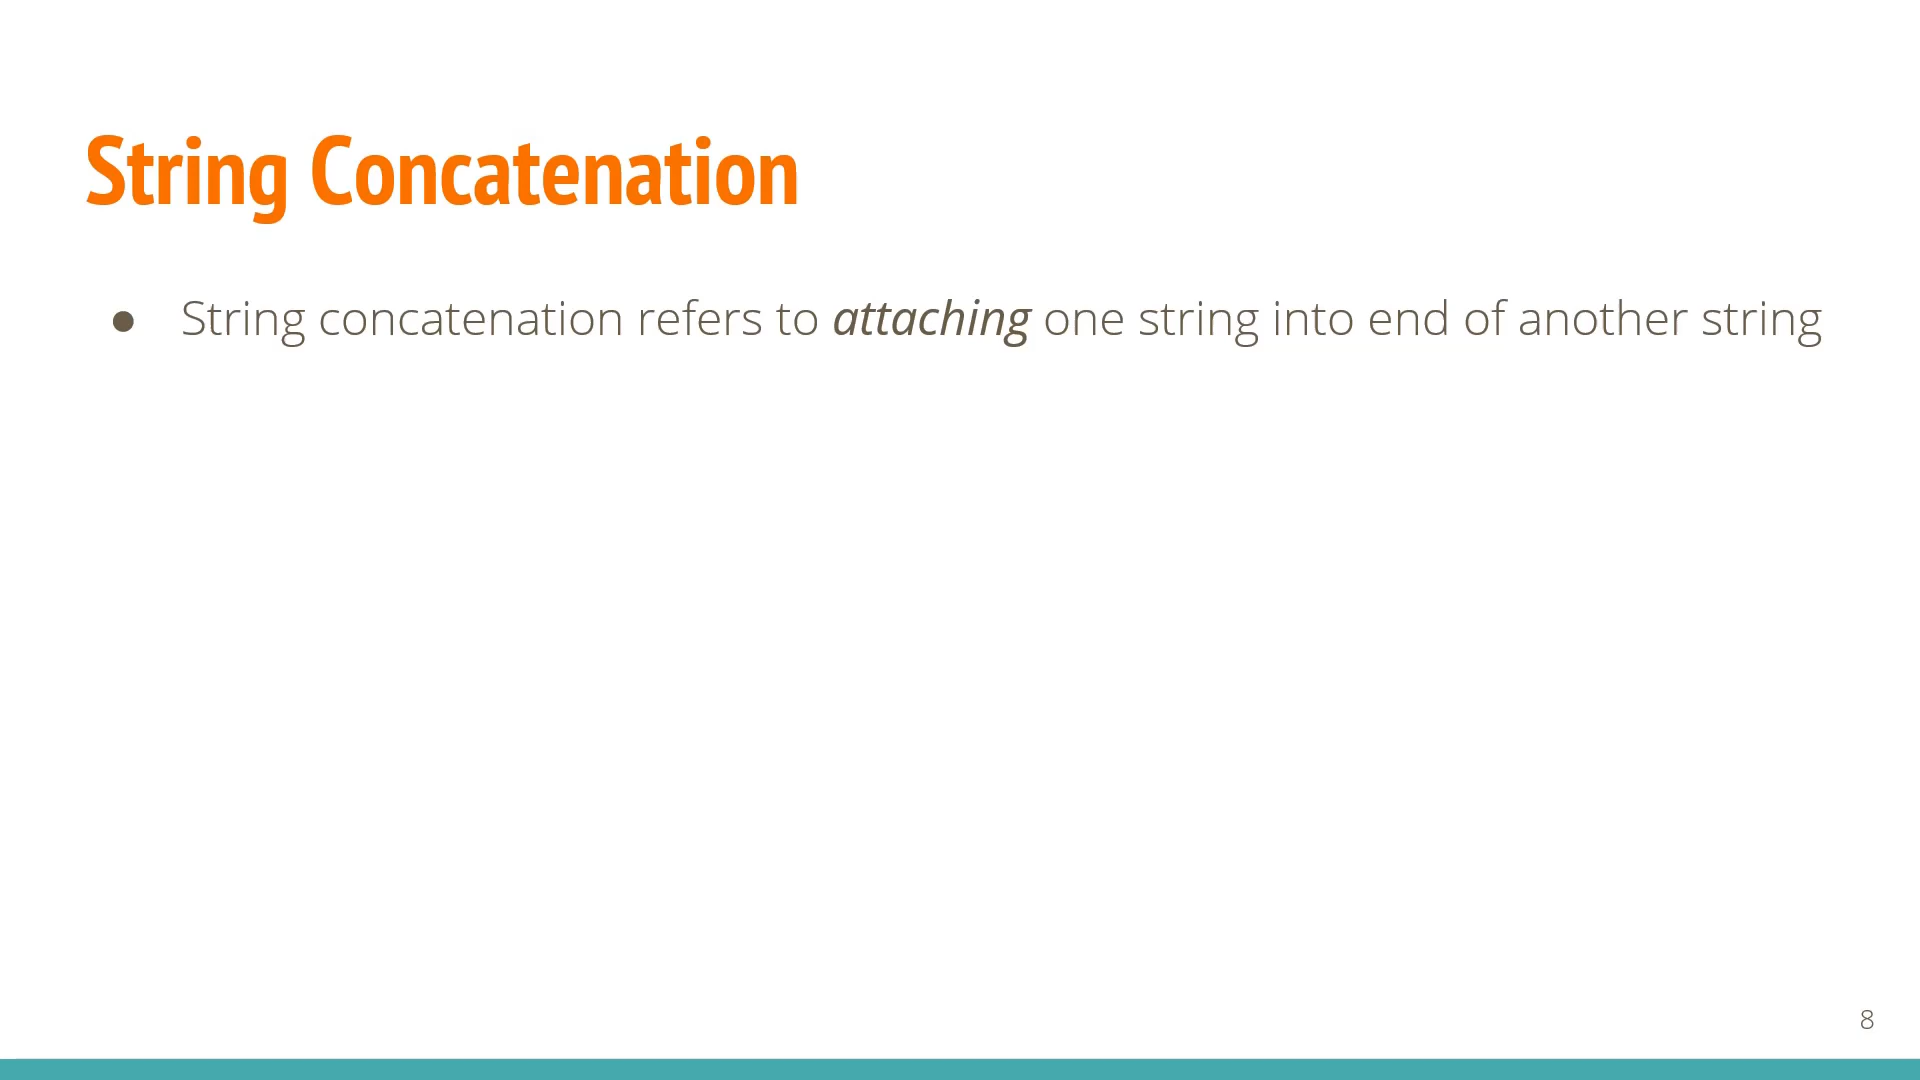 String Concatenation
● String concatenation refers to attaching one string into end of another string
8